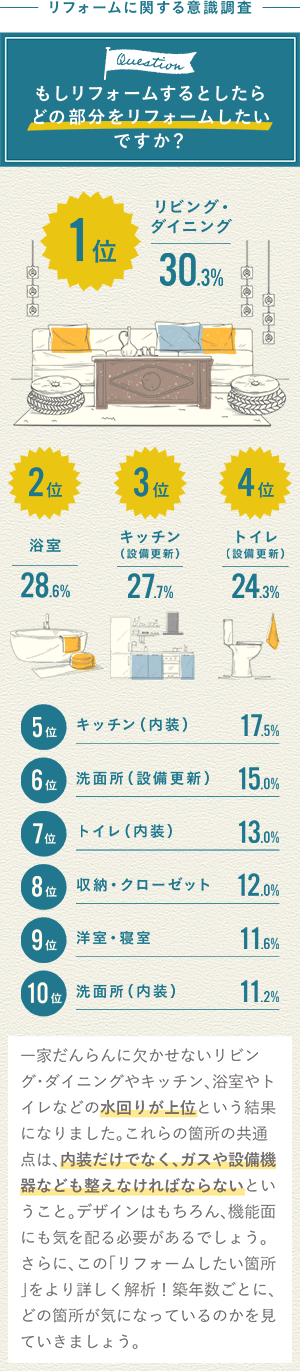 リフォームに関する意識調査
Question
もしリフォームするとしたら
どの部分をリフォームしたい
ですか？
1位
リビング・
ダイニング
30.3%
2位
浴室
28.6%
3位
キッチン
（設備更新）
27.7%
4位
トイレ
（設備更新）
24.3%
5位 キッチン（内装） 17.5%
6位 洗面所（設備更新） 15.0%
7位 トイレ（内装） 13.0%
8位 収納・クローゼット 12.0%
9位 洋室・寝室 11.6%
10位 洗面所（内装） 11.2%
一家だんらんに欠かせないリビン
グ・ダイニングやキッチン、浴室やト
イレなどの水回りが上位という結果
になりました。これらの箇所の共通
点は、内装だけでなく、ガスや設備機
器なども整えなければならないとい
うこと。デザインはもちろん、機能面
にも気を配る必要があるでしょう。
さらに、この「リフォームしたい箇所
」をより詳しく解析！築年数ごとに、
どの箇所が気になっているのかを見
ていきましょう。